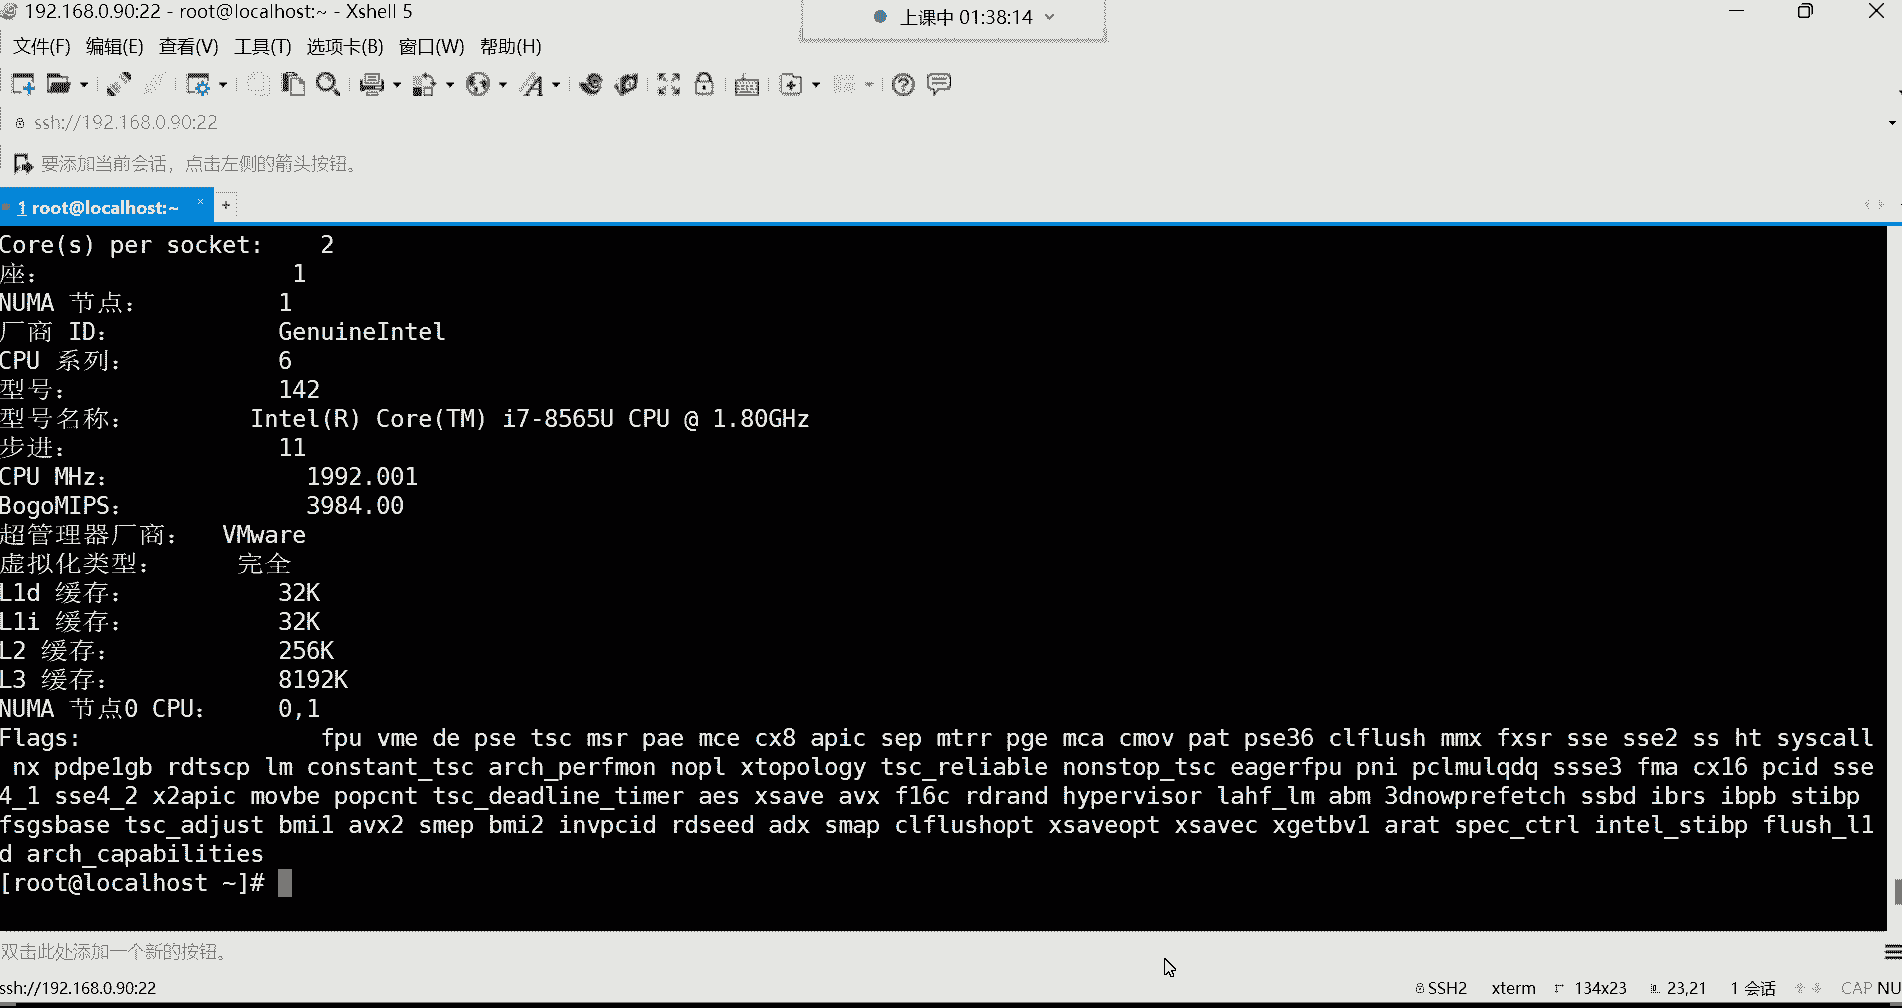 192.168.0.90:22 - root@localhost:~ - Xshell 5
上课中 01:38:14
文件(F) 编辑(E) 查看(V) 工具(T) 选项卡(B) 窗口(W) 帮助(H)
ssh://192.168.0.90:22
要添加当前会话，点击左侧的箭头按钮。
1 root@localhost:~ × +
Core(s) per socket: 2
座： 1
NUMA 节点： 1
厂商 ID： GenuineIntel
CPU 系列： 6
型号： 142
型号名称： Intel(R) Core(TM) i7-8565U CPU @ 1.80GHz
步进： 11
CPU MHz： 1992.001
BogoMIPS： 3984.00
超管理器厂商： VMware
虚拟化类型： 完全
L1d 缓存： 32K
L1i 缓存： 32K
L2 缓存： 256K
L3 缓存： 8192K
NUMA 节点0 CPU： 0,1
Flags: fpu vme de pse tsc msr pae mce cx8 apic sep mtrr pge mca cmov pat pse36 clflush mmx fxsr sse sse2 ss ht syscall
nx pdpe1gb rdtscp lm constant_tsc arch_perfmon nopl xtopology tsc_reliable nonstop_tsc eagerfpu pni pclmulqdq ssse3 fma cx16 pcid sse
4_1 sse4_2 x2apic movbe popcnt tsc_deadline_timer aes xsave avx f16c rdrand hypervisor lahf_lm abm 3dnowprefetch ssbd ibrs ibpb stibp
fsgsbase tsc_adjust bmi1 avx2 smep bmi2 invpcid rdseed adx smap clflushopt xsaveopt xsavec xgetbv1 arat spec_ctrl intel_stibp flush_l1
d arch_capabilities
[root@localhost ~]#
双击此处添加一个新的按钮。
ssh://192.168.0.90:22 SSH2 xterm 134x23 23,21 1 会话 CAP NU